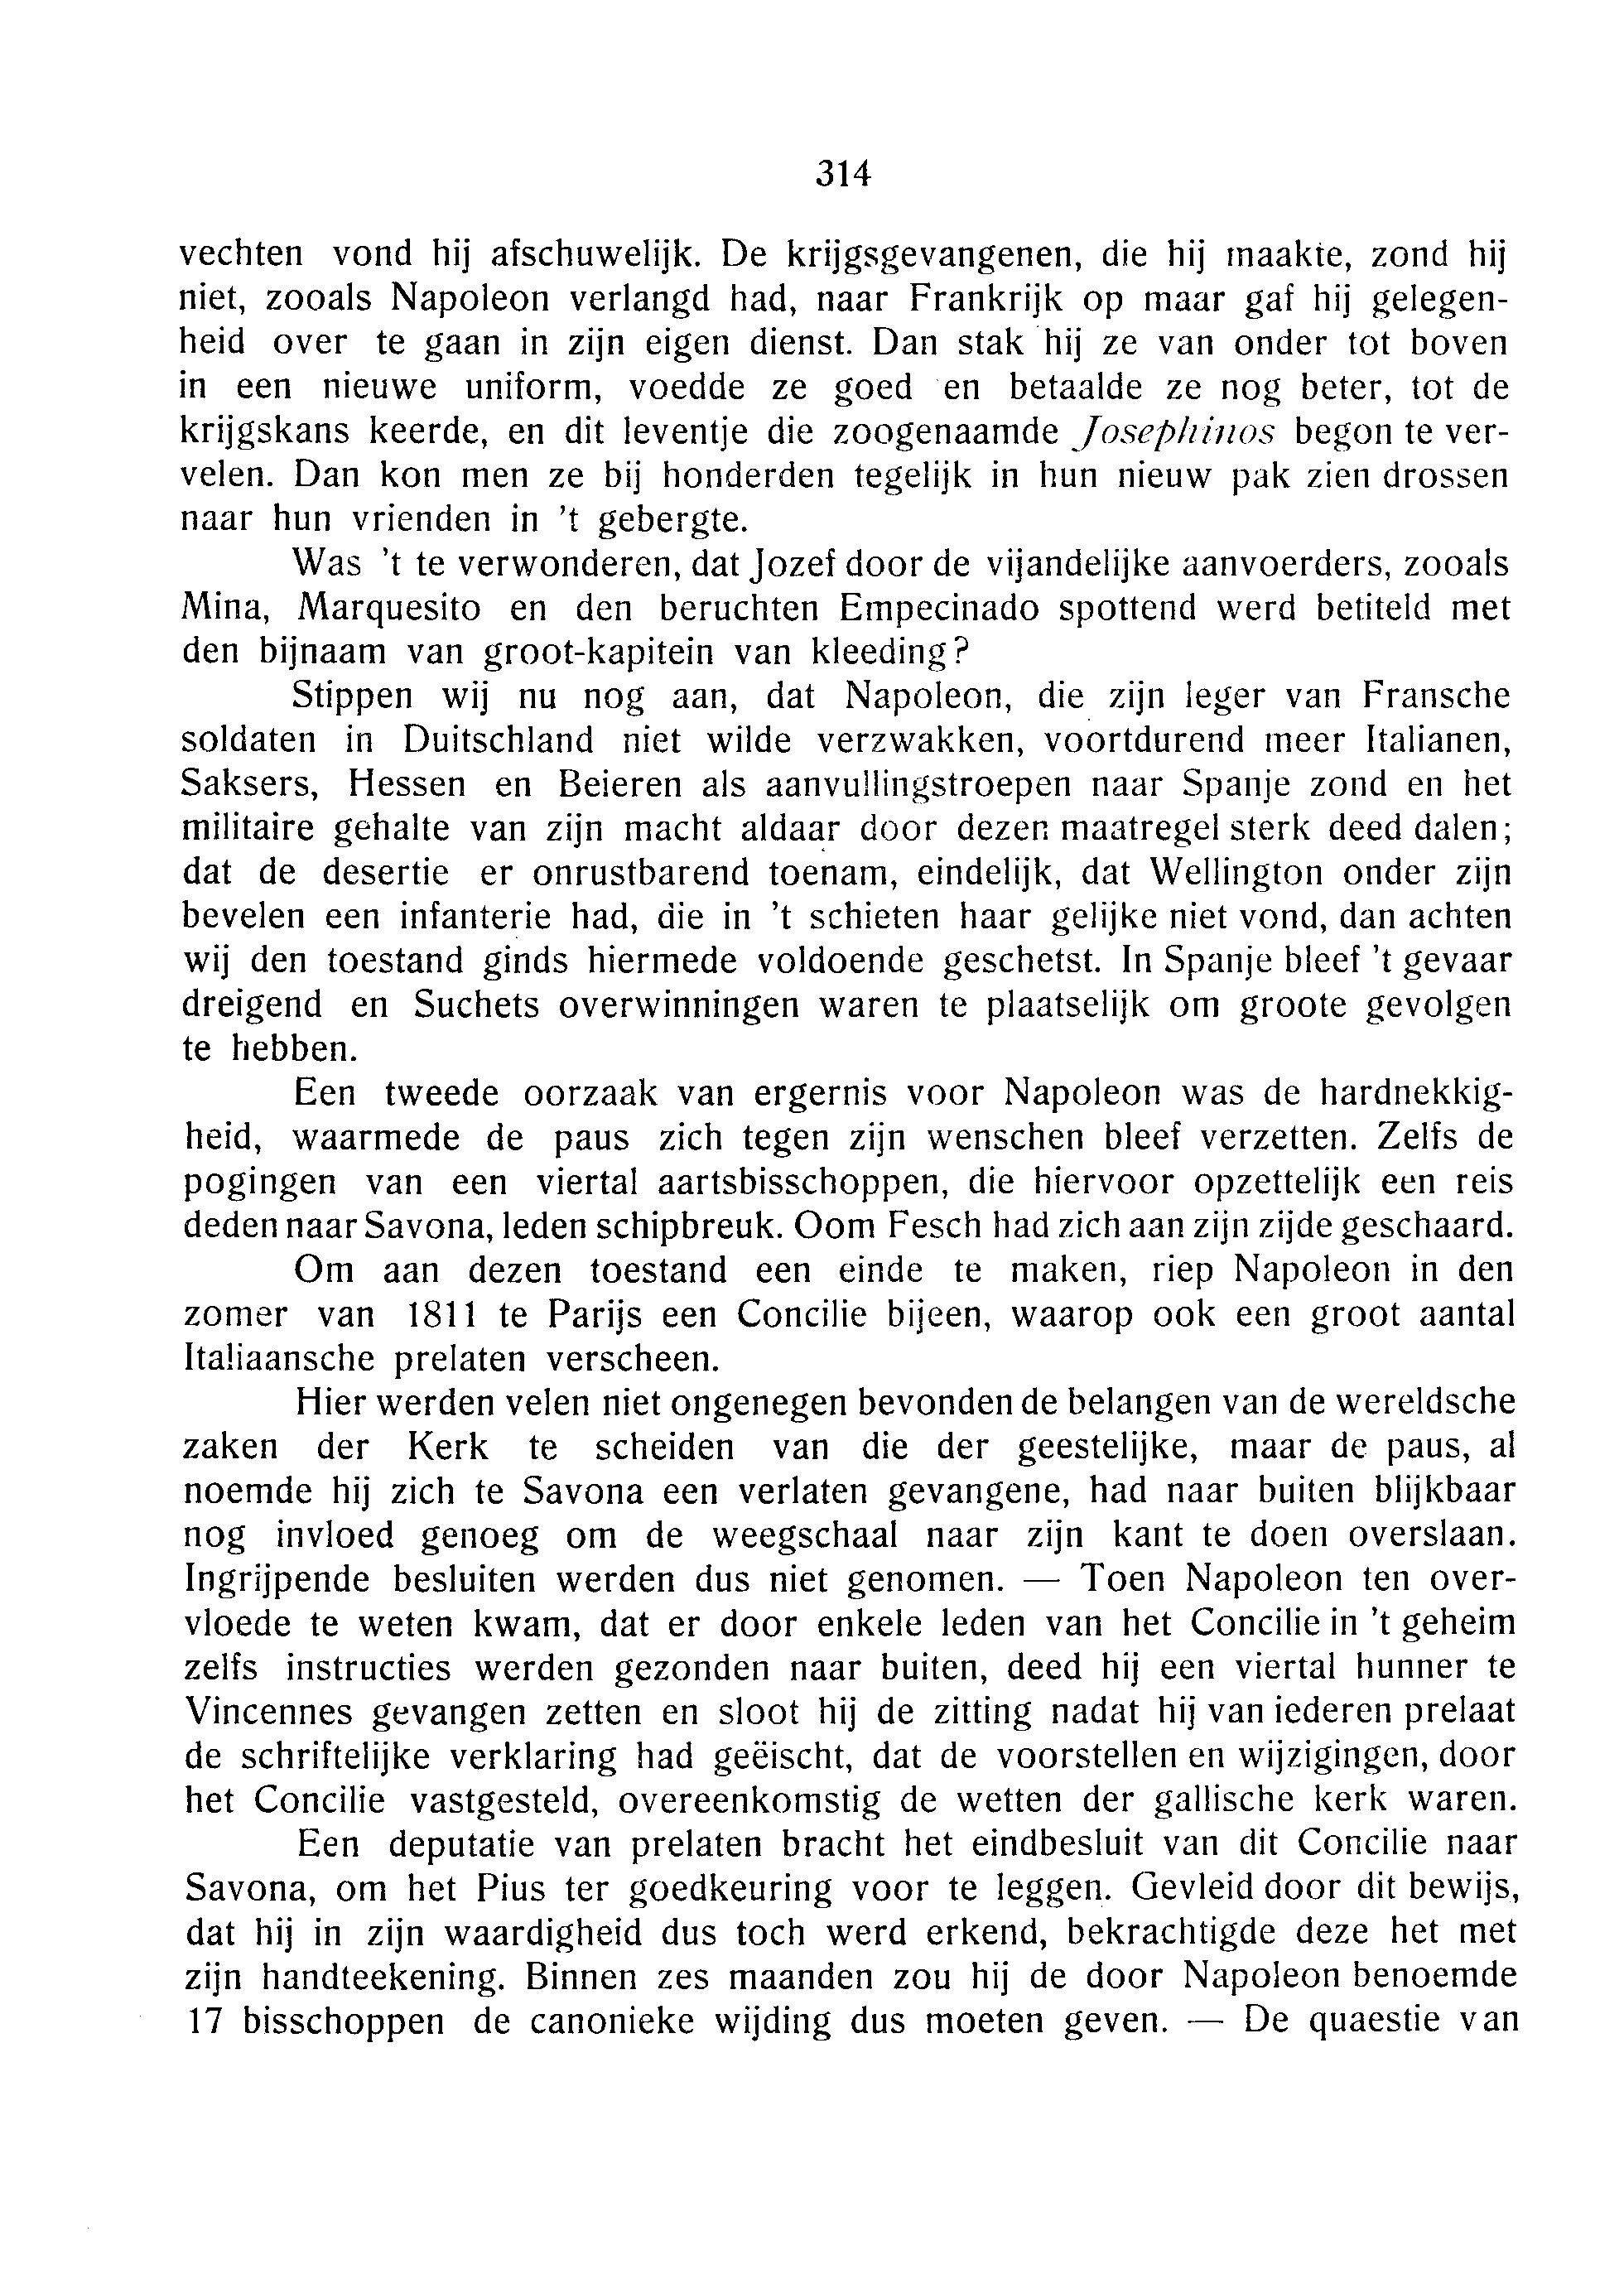 314
vechten vond hij afschuwelijk. De krijgsgevangenen, die hij maakte, zond hij
niet, zooals Napoleon verlangd had, naar Frankrijk op maar gaf hij gelegen-
heid over te gaan in zijn eigen dienst. Dan stak hij ze van onder tot boven
in een nieuwe uniform, voedde ze goed en betaalde ze nog beter, tot de
krijgskans keerde, en dit leventje die zoogenaamde Josephinos begon te ver-
velen. Dan kon men ze bij honderden tegelijk in hun nieuw pak zien drossen
naar hun vrienden in 't gebergte.
Was 't te verwonderen, dat Jozef door de vijandelijke aanvoerders, zooals
Mina, Marquesito en den beruchten Empecinado spottend werd betiteld met
den bijnaam van groot-kapitein van kleeding?
Stippen wij nu nog aan, dat Napoleon, die zijn leger van Fransche
soldaten in Duitschland niet wilde verzwakken, voortdurend meer Italianen,
Saksers, Hessen en Beieren als aanvullingstroepen naar Spanje zond en het
militaire gehalte van zijn macht aldaar door dezen maatregel sterk deed dalen;
dat de desertie er onrustbarend toenam, eindelijk, dat Wellington onder zijn
bevelen een infanterie had, die in 't schieten haar gelijke niet vond, dan achten
wij den toestand ginds hiermede voldoende geschetst. In Spanje bleef 't gevaar
dreigend en Suchets overwinningen waren te plaatselijk om groote gevolgen
te hebben.
Een tweede oorzaak van ergernis voor Napoleon was de hardnekkig-
heid, waarmede de paus zich tegen zijn wenschen bleef verzetten. Zelfs de
pogingen van een viertal aartsbisschoppen, die hiervoor opzettelijk een reis
deden naar Savona, leden schipbreuk. Oom Fesch had zich aan zijn zijde geschaard.
Om aan dezen toestand een einde te maken, riep Napoleon in den
zomer van 1811 te Parijs een Concilie bijeen, waarop ook een groot aantal
Italiaansche prelaten verscheen.
Hier werden velen niet ongenegen bevonden de belangen van de wereldsche
zaken der Kerk te scheiden van die der geestelijke, maar de paus, al
noemde hij zich te Savona een verlaten gevangene, had naar buiten blijkbaar
nog invloed genoeg om de weegschaal naar zijn kant te doen overslaan.
Ingrijpende besluiten werden dus niet genomen. — Toen Napoleon ten over-
vloede te weten kwam, dat er door enkele leden van het Concilie in 't geheim
zelfs instructies werden gezonden naar buiten, deed hij een viertal hunner te
Vincennes gevangen zetten en sloot hij de zitting nadat hij van iederen prelaat
de schriftelijke verklaring had geëischt, dat de voorstellen en wijzigingen, door
het Concilie vastgesteld, overeenkomstig de wetten der gallische kerk waren.
Een deputatie van prelaten bracht het eindbesluit van dit Concilie naar
Savona, om het Pius ter goedkeuring voor te leggen. Gevleid door dit bewijs,
dat hij in zijn waardigheid dus toch werd erkend, bekrachtigde deze het met
zijn handteekening. Binnen zes maanden zou hij de door Napoleon benoemde
17 bisschoppen de canonieke wijding dus moeten geven. — De quaestie van